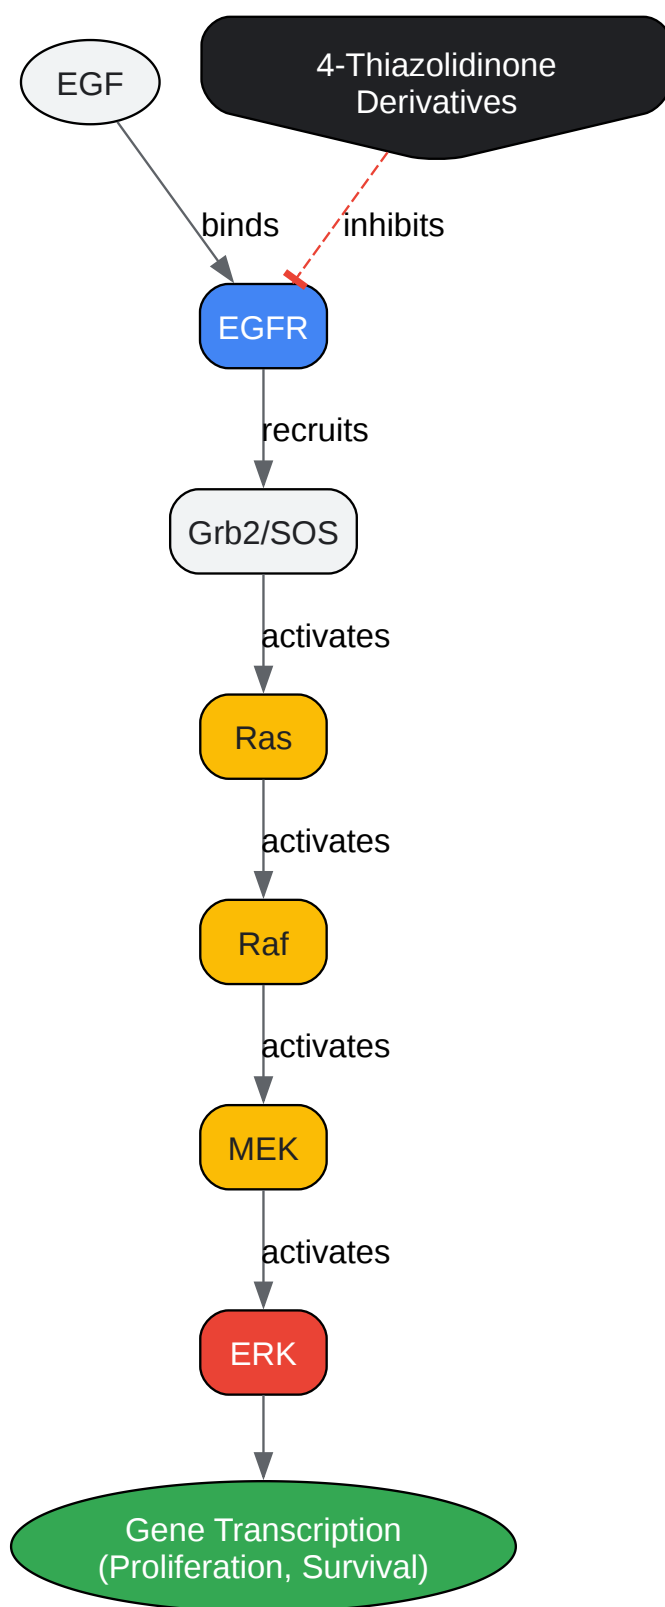 EGF
4-Thiazolidinone
Derivatives
binds
inhibits
EGFR
recruits
Grb2/SOS
activates
Ras
activates
Raf
activates
MEK
activates
ERK
Gene Transcription
(Proliferation, Survival)